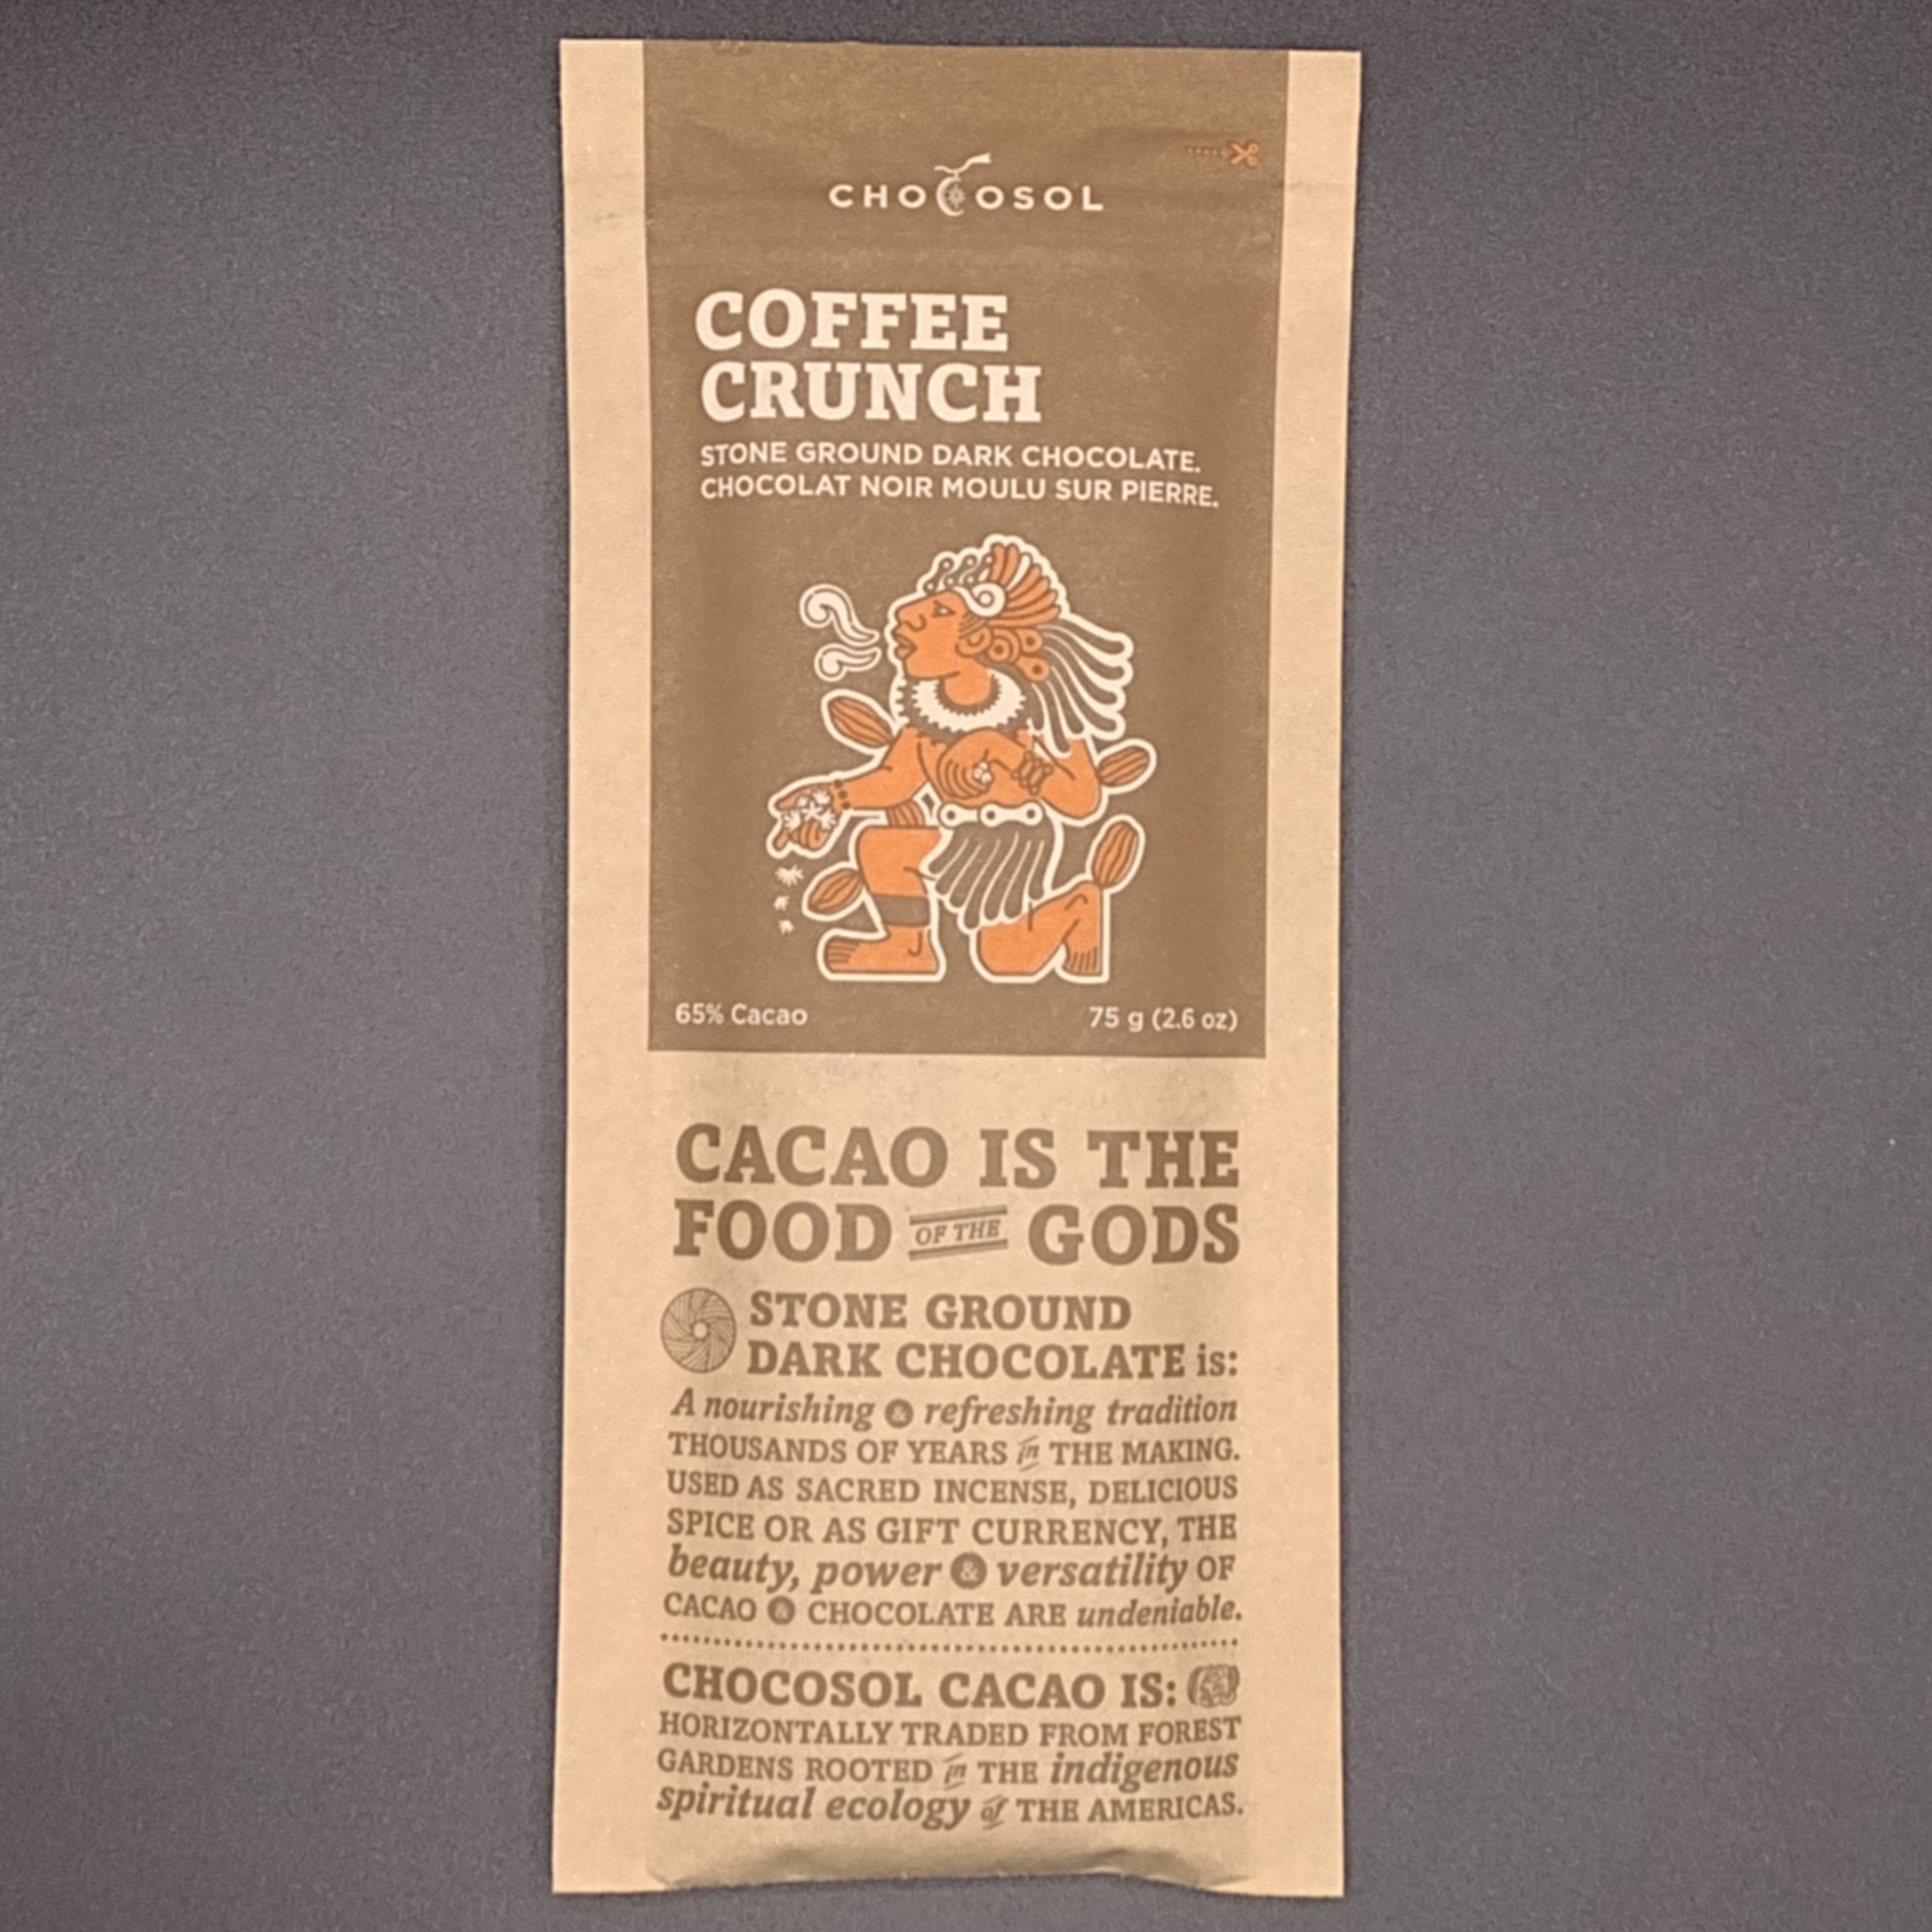 CHOCOSOL
COFFEE
CRUNCH
STONE GROUND DARK CHOCOLATE.
CHOCOLAT NOIR MOULU SUR PIERRE.
65% Cacao
75 g (2.6 oz)
CACAO IS THE
FOOD OF THE GODS
STONE GROUND
DARK CHOCOLATE is:
A nourishing & refreshing tradition
THOUSANDS OF YEARS in THE MAKING.
USED AS SACRED INCENSE, DELICIOUS
SPICE OR AS GIFT CURRENCY, THE
beauty, power & versatility OF
CACAO & CHOCOLATE ARE undeniable.
CHOCOSOL CACAO IS:
HORIZONTALLY TRADED FROM FOREST
GARDENS ROOTED in THE indigenous
spiritual ecology of THE AMERICAS.